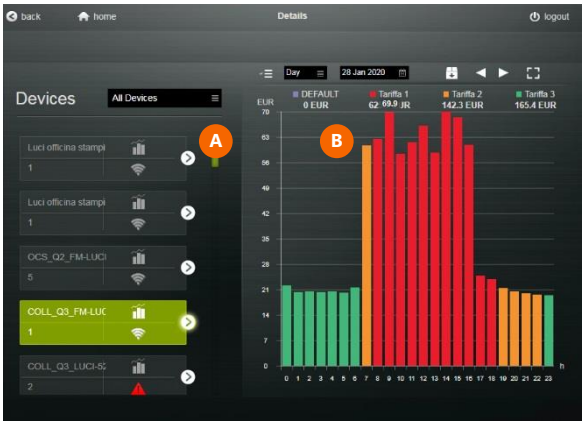 back home Details logout
Day 28 Jan 2020
Devices All Devices
EUR DEFAULT Tariffa 1 Tariffa 2 Tariffa 3
0 EUR 62 69.9 JR 142.3 EUR 165.4 EUR
A
B
Luci officina stampi
1
Luci officina stampi
1
OCS_Q2_FM-LUCI
5
COLL_Q3_FM-LUC
1
COLL_Q3_LUCI-52
2
70
63
56
49
42
35
28
21
14
7
0
0 1 2 3 4 5 6 7 8 9 10 11 12 13 14 15 16 17 18 19 20 21 22 23 h